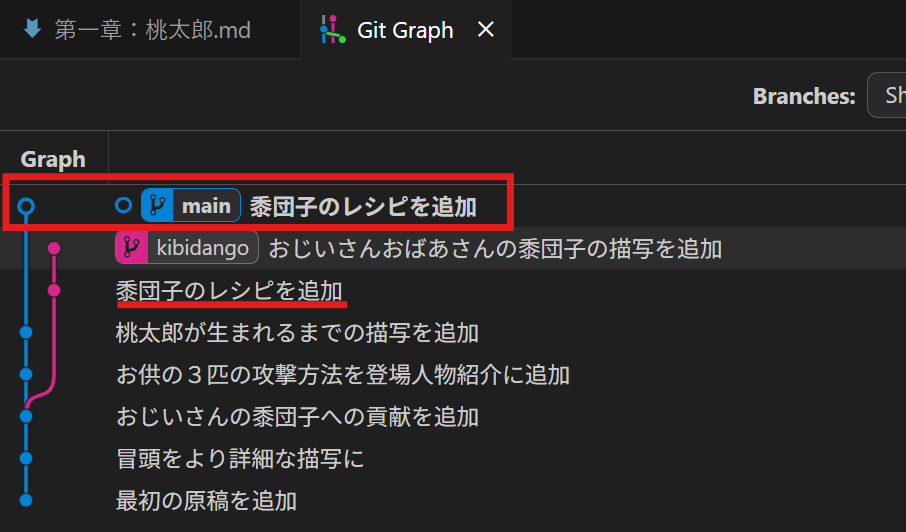 第一章：桃太郎.md
Git Graph
Branches:
Sh
Graph
main 黍団子のレシピを追加
kibidango おじいさんおばあさんの黍団子の描写を追加
黍団子のレシピを追加
桃太郎が生まれるまでの描写を追加
お供の３匹の攻撃方法を登場人物紹介に追加
おじいさんの黍団子への貢献を追加
冒頭をより詳細な描写に
最初の原稿を追加